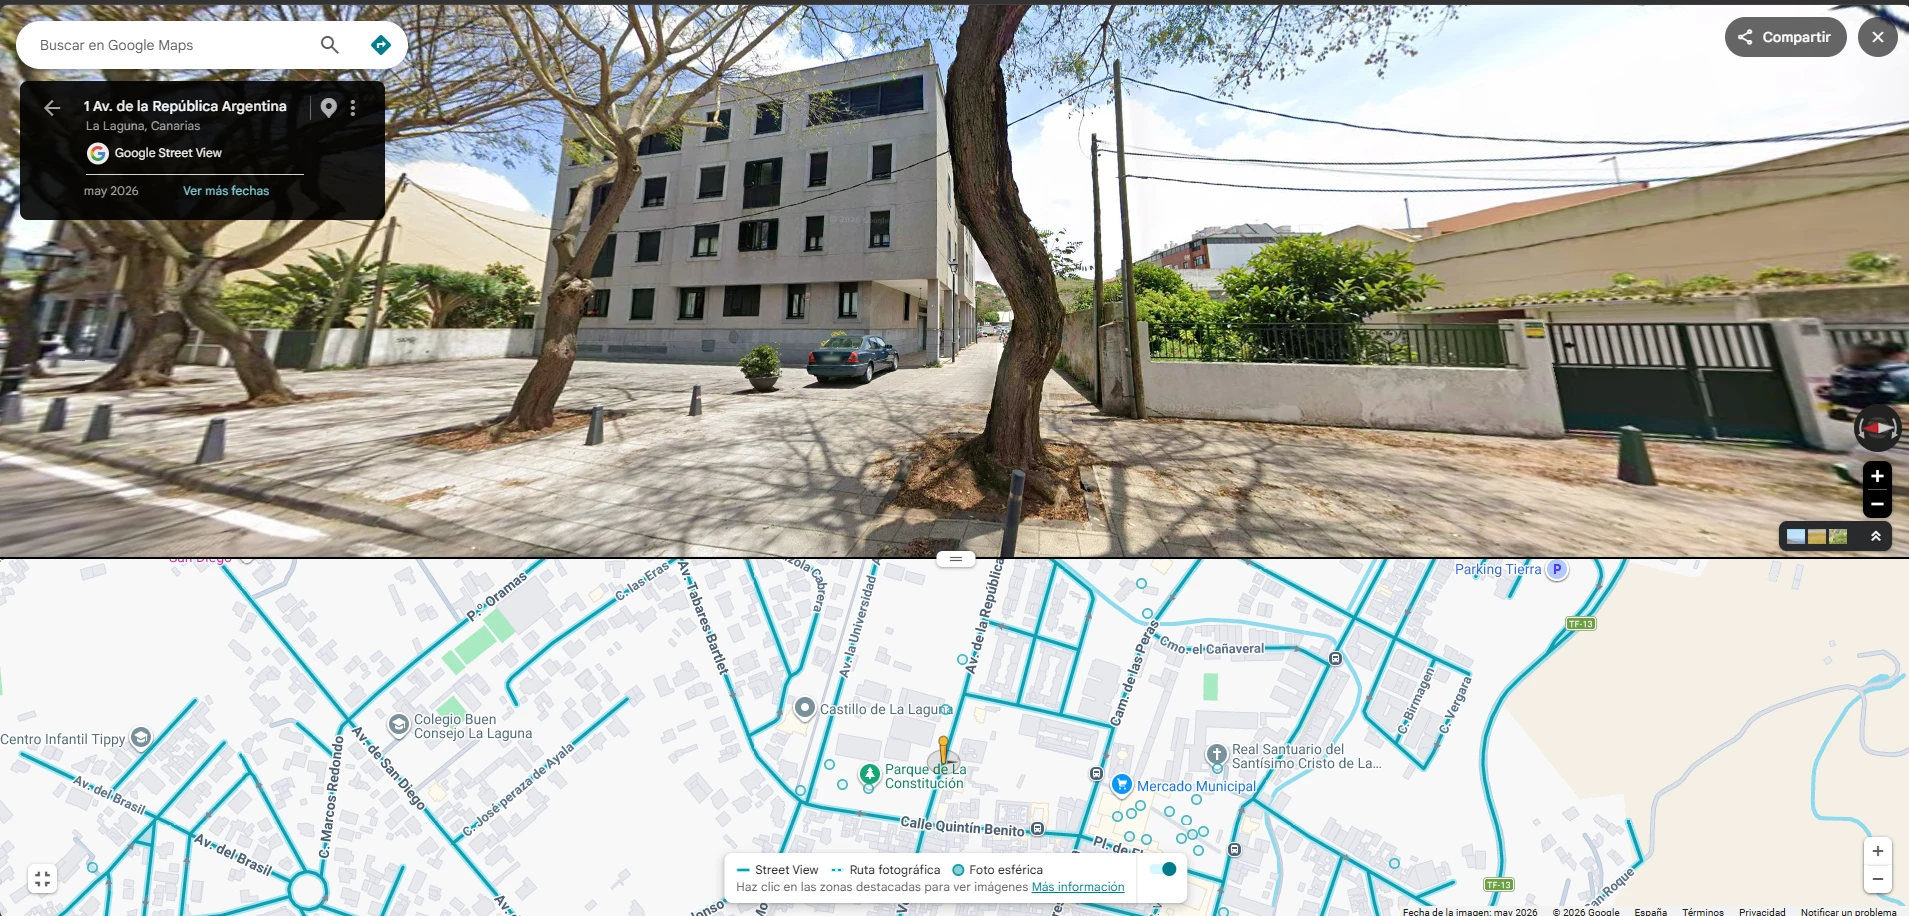 Buscar en Google Maps
1 Av. de la República Argentina
La Laguna, Canarias
Google Street View
may 2026
Ver más fechas
Compartir
© 2026 Google
San Diego
P.º Oramas
C. las Eras
Av. Tabares Bartlet
Av. la Universidad
Av. de la República
Parking Tierra
P
TF-13
Cmo. el Cañaveral
Cam. de las Peras
C. Birmagen
C. Vergara
Castillo de La Laguna
Colegio Buen
Consejo La Laguna
Centro Infantil Tippy
C. Marcos Redondo
Av. de San Diego
C. José peraza de Ayala
Parque de La
Constitución
Real Santuario del
Santísimo Cristo de La...
Mercado Municipal
Av. del Brasil
Av. del Brasil
Calle Quintín Benito
Street View
Ruta fotográfica
Foto esférica
Haz clic en las zonas destacadas para ver imágenes Más información
TF-13
Fecha de la imagen: may 2026
© 2026 Google
España
Términos
Privacidad
Notificar un problema